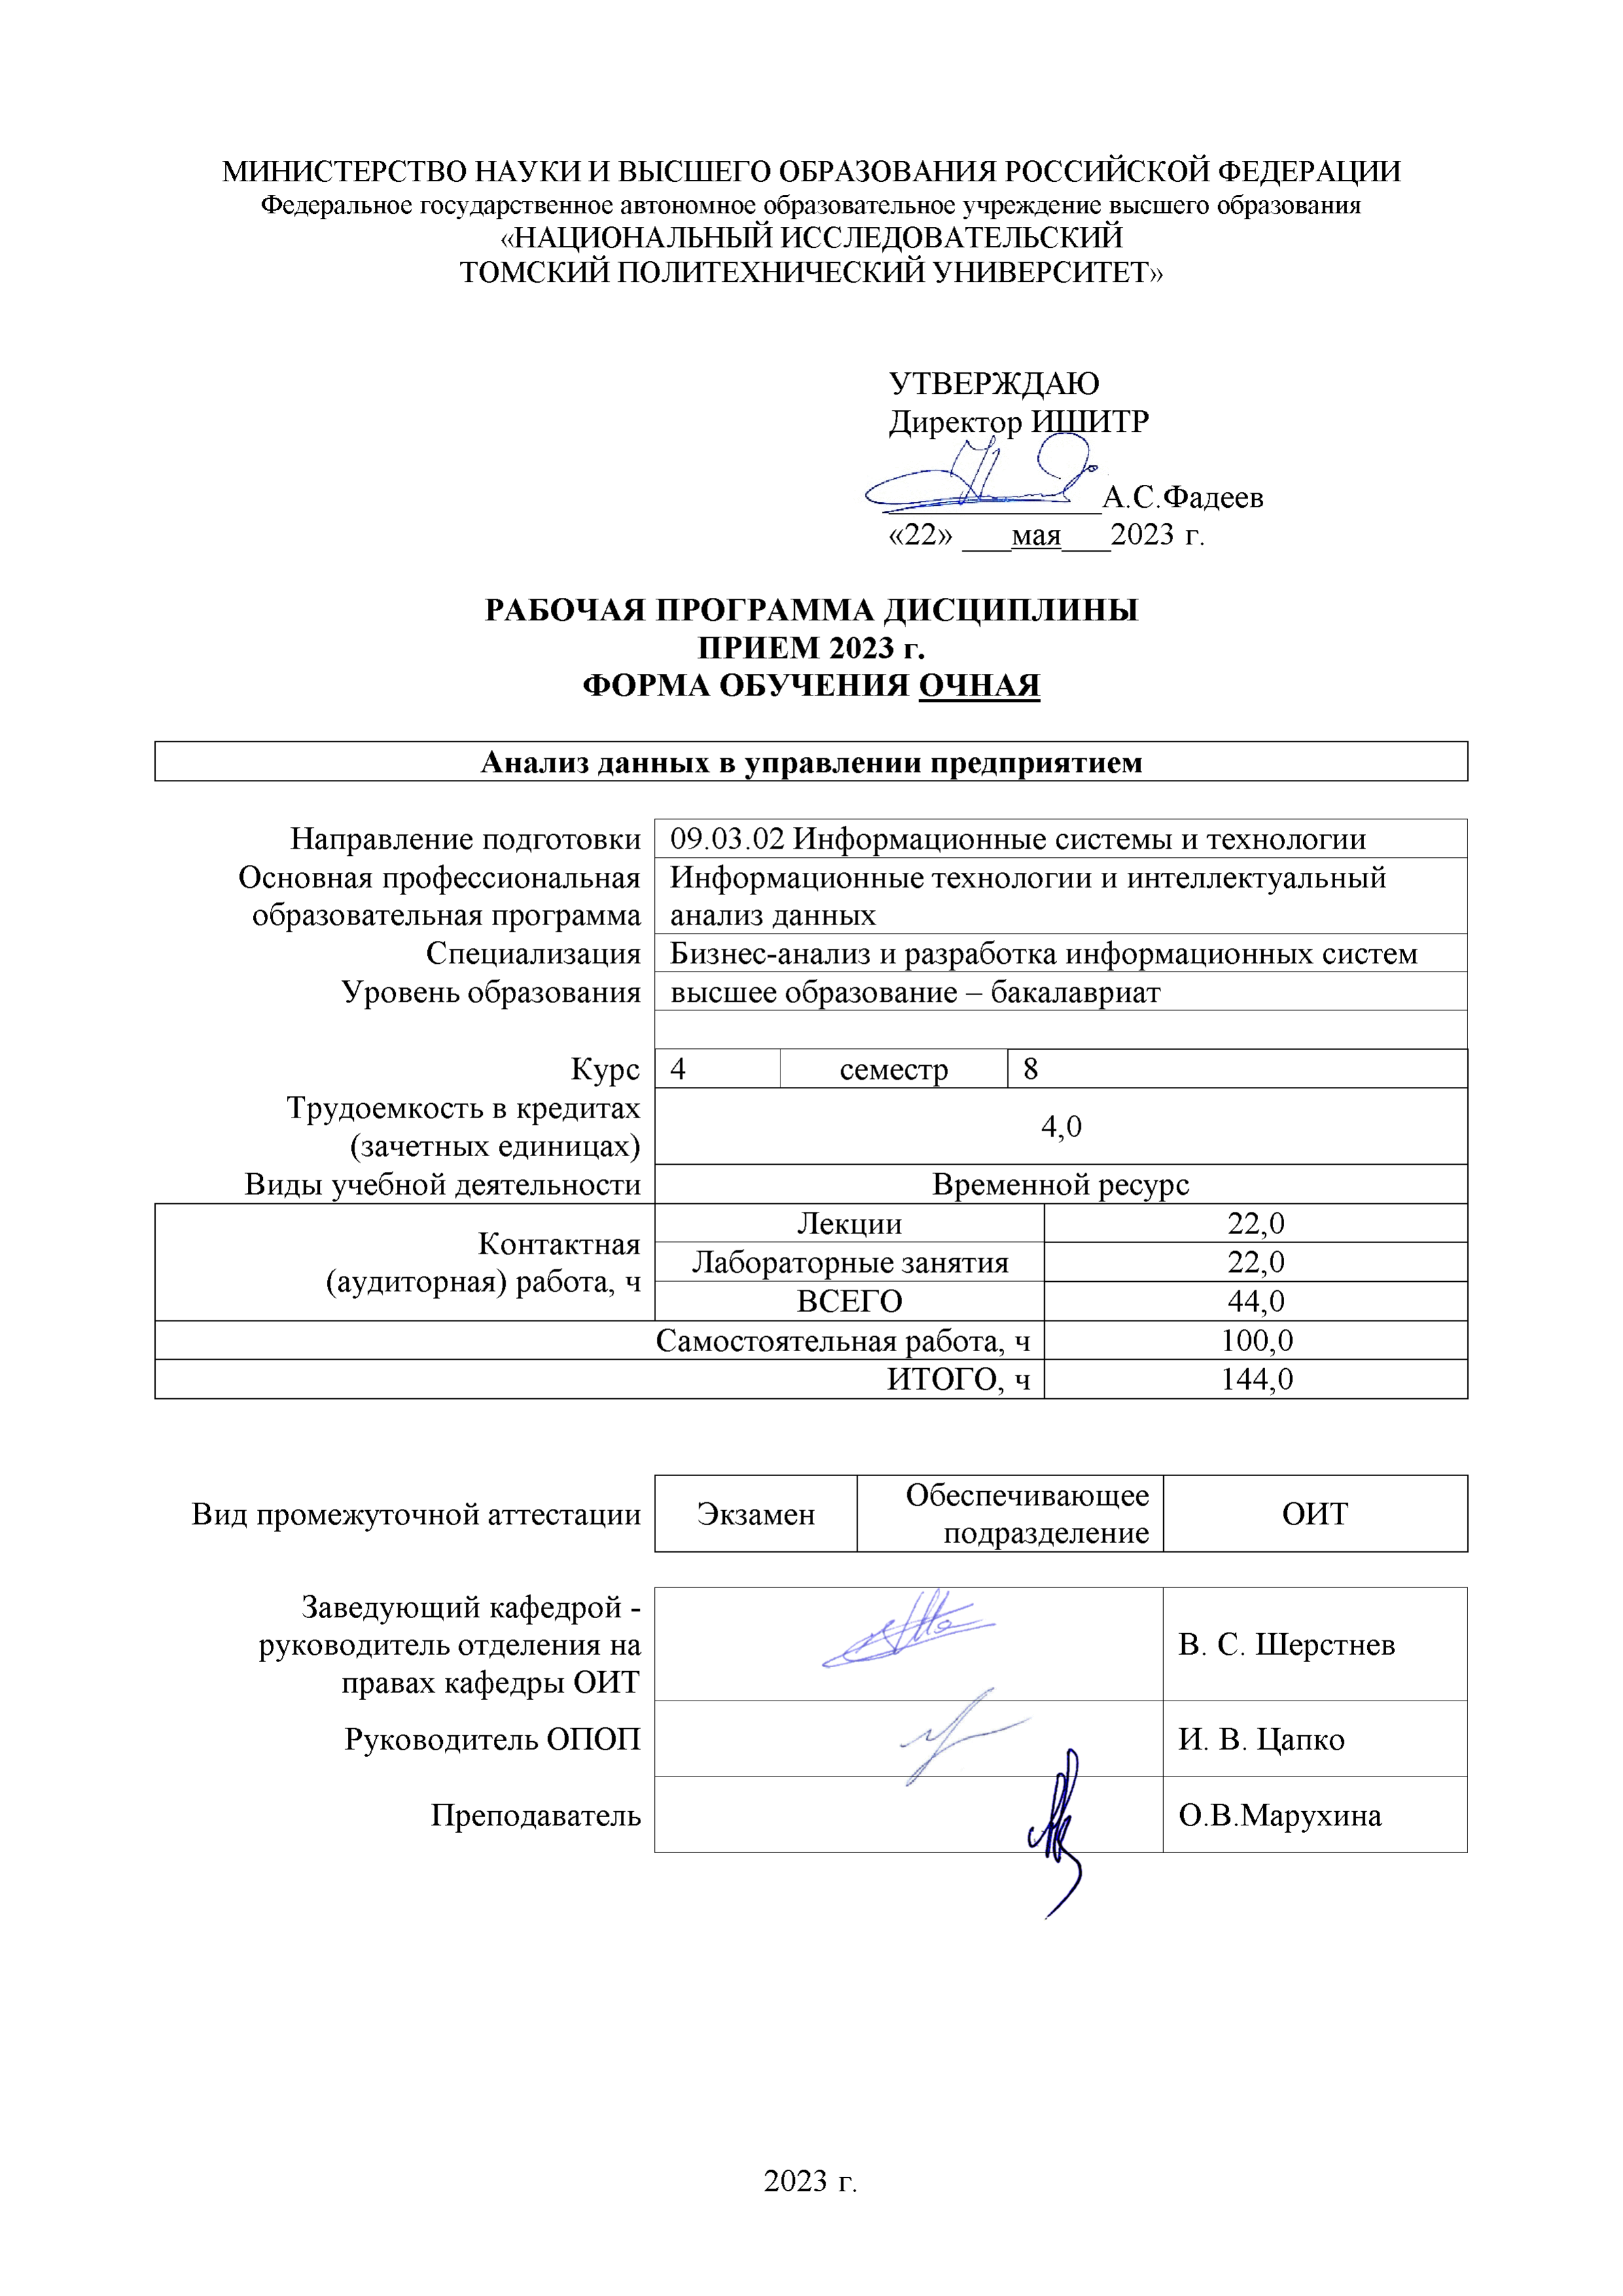 МИНИСТЕРСТВО НАУКИ И ВЫСШЕГО ОБРАЗОВАНИЯ РОССИЙСКОЙ ФЕДЕРАЦИИ
Федеральное государственное автономное образовательное учреждение высшего образования
«НАЦИОНАЛЬНЫЙ ИССЛЕДОВАТЕЛЬСКИЙ
ТОМСКИЙ ПОЛИТЕХНИЧЕСКИЙ УНИВЕРСИТЕТ»
УТВЕРЖДАЮ
Директор ИШИТР
А.С.Фадеев
«22» ___мая___2023 г.
РАБОЧАЯ ПРОГРАММА ДИСЦИПЛИНЫ
ПРИЕМ 2023 г.
ФОРМА ОБУЧЕНИЯ ОЧНАЯ
Анализ данных в управлении предприятием
Направление подготовки 09.03.02 Информационные системы и технологии
Основная профессиональная образовательная программа Информационные технологии и интеллектуальный
анализ данных
Специализация Бизнес-анализ и разработка информационных систем
Уровень образования высшее образование – бакалавриат
Курс 4 семестр 8
Трудоемкость в кредитах
(зачетных единицах) 4,0
Виды учебной деятельности Временной ресурс
Контактная
(аудиторная) работа, ч
Лекции 22,0
Лабораторные занятия 22,0
ВСЕГО 44,0
Самостоятельная работа, ч 100,0
ИТОГО, ч 144,0
Вид промежуточной аттестации Экзамен Обеспечивающее
подразделение ОИТ
Заведующий кафедрой -
руководитель отделения на
правах кафедры ОИТ
В. С. Шерстнев
Руководитель ОПОП И. В. Цапко
Преподаватель О.В.Марухина
2023 г.